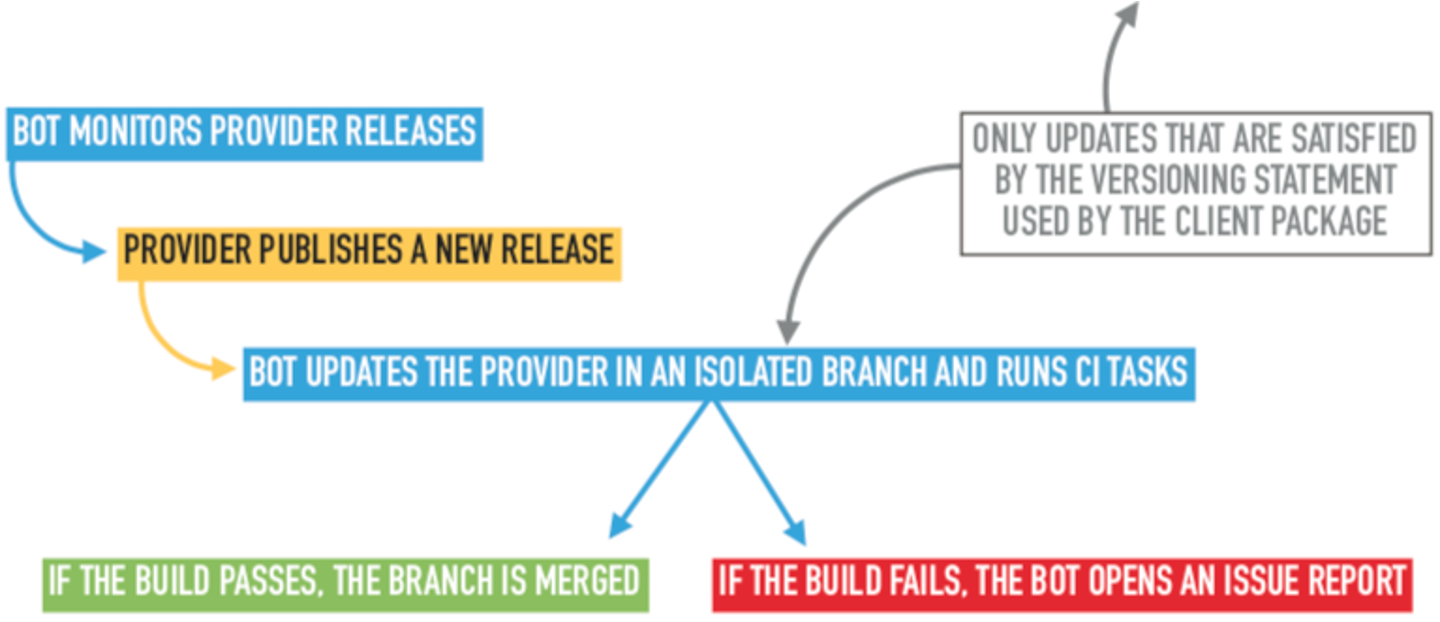 BOT MONITORS PROVIDER RELEASES
ONLY UPDATES THAT ARE SATISFIED
BY THE VERSIONING STATEMENT
USED BY THE CLIENT PACKAGE
PROVIDER PUBLISHES A NEW RELEASE
BOT UPDATES THE PROVIDER IN AN ISOLATED BRANCH AND RUNS CI TASKS
IF THE BUILD PASSES, THE BRANCH IS MERGED
IF THE BUILD FAILS, THE BOT OPENS AN ISSUE REPORT